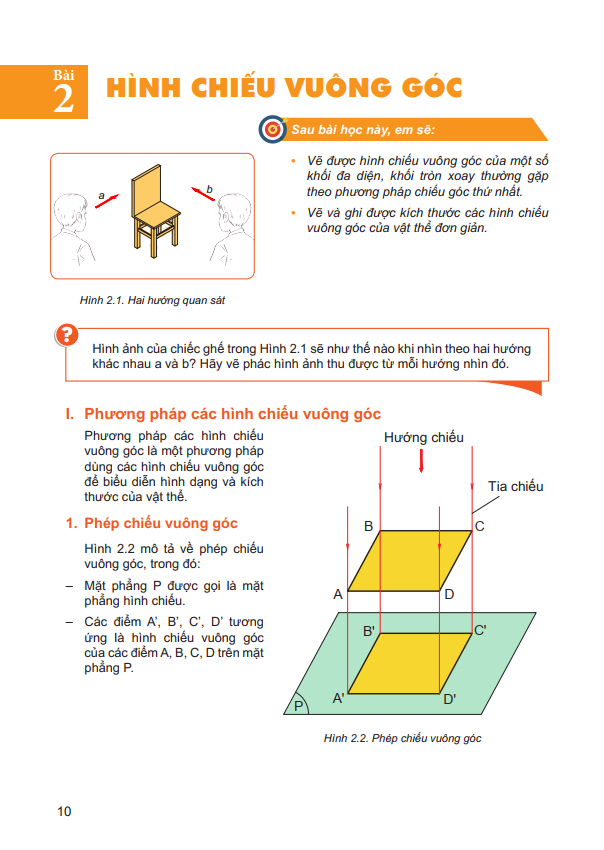 Bài
2
HÌNH CHIẾU VUÔNG GÓC
Sau bài học này, em sẽ:
• Vẽ được hình chiếu vuông góc của một số
khối đa diện, khối tròn xoay thường gặp
theo phương pháp chiếu góc thứ nhất.
• Vẽ và ghi được kích thước các hình chiếu
vuông góc của vật thể đơn giản.
a
b
Hình 2.1. Hai hướng quan sát
?
Hình ảnh của chiếc ghế trong Hình 2.1 sẽ như thế nào khi nhìn theo hai hướng
khác nhau a và b? Hãy vẽ phác hình ảnh thu được từ mỗi hướng nhìn đó.
I. Phương pháp các hình chiếu vuông góc
Phương pháp các hình chiếu
vuông góc là một phương pháp
dùng các hình chiếu vuông góc
để biểu diễn hình dạng và kích
thước của vật thể.
1. Phép chiếu vuông góc
Hình 2.2 mô tả về phép chiếu
vuông góc, trong đó:
– Mặt phẳng P được gọi là mặt
phẳng hình chiếu.
– Các điểm A’, B’, C’, D’ tương
ứng là hình chiếu vuông góc
của các điểm A, B, C, D trên mặt
phẳng P.
Hướng chiếu
Tia chiếu
B
C
A
D
B'
C'
A'
D'
P
Hình 2.2. Phép chiếu vuông góc
10